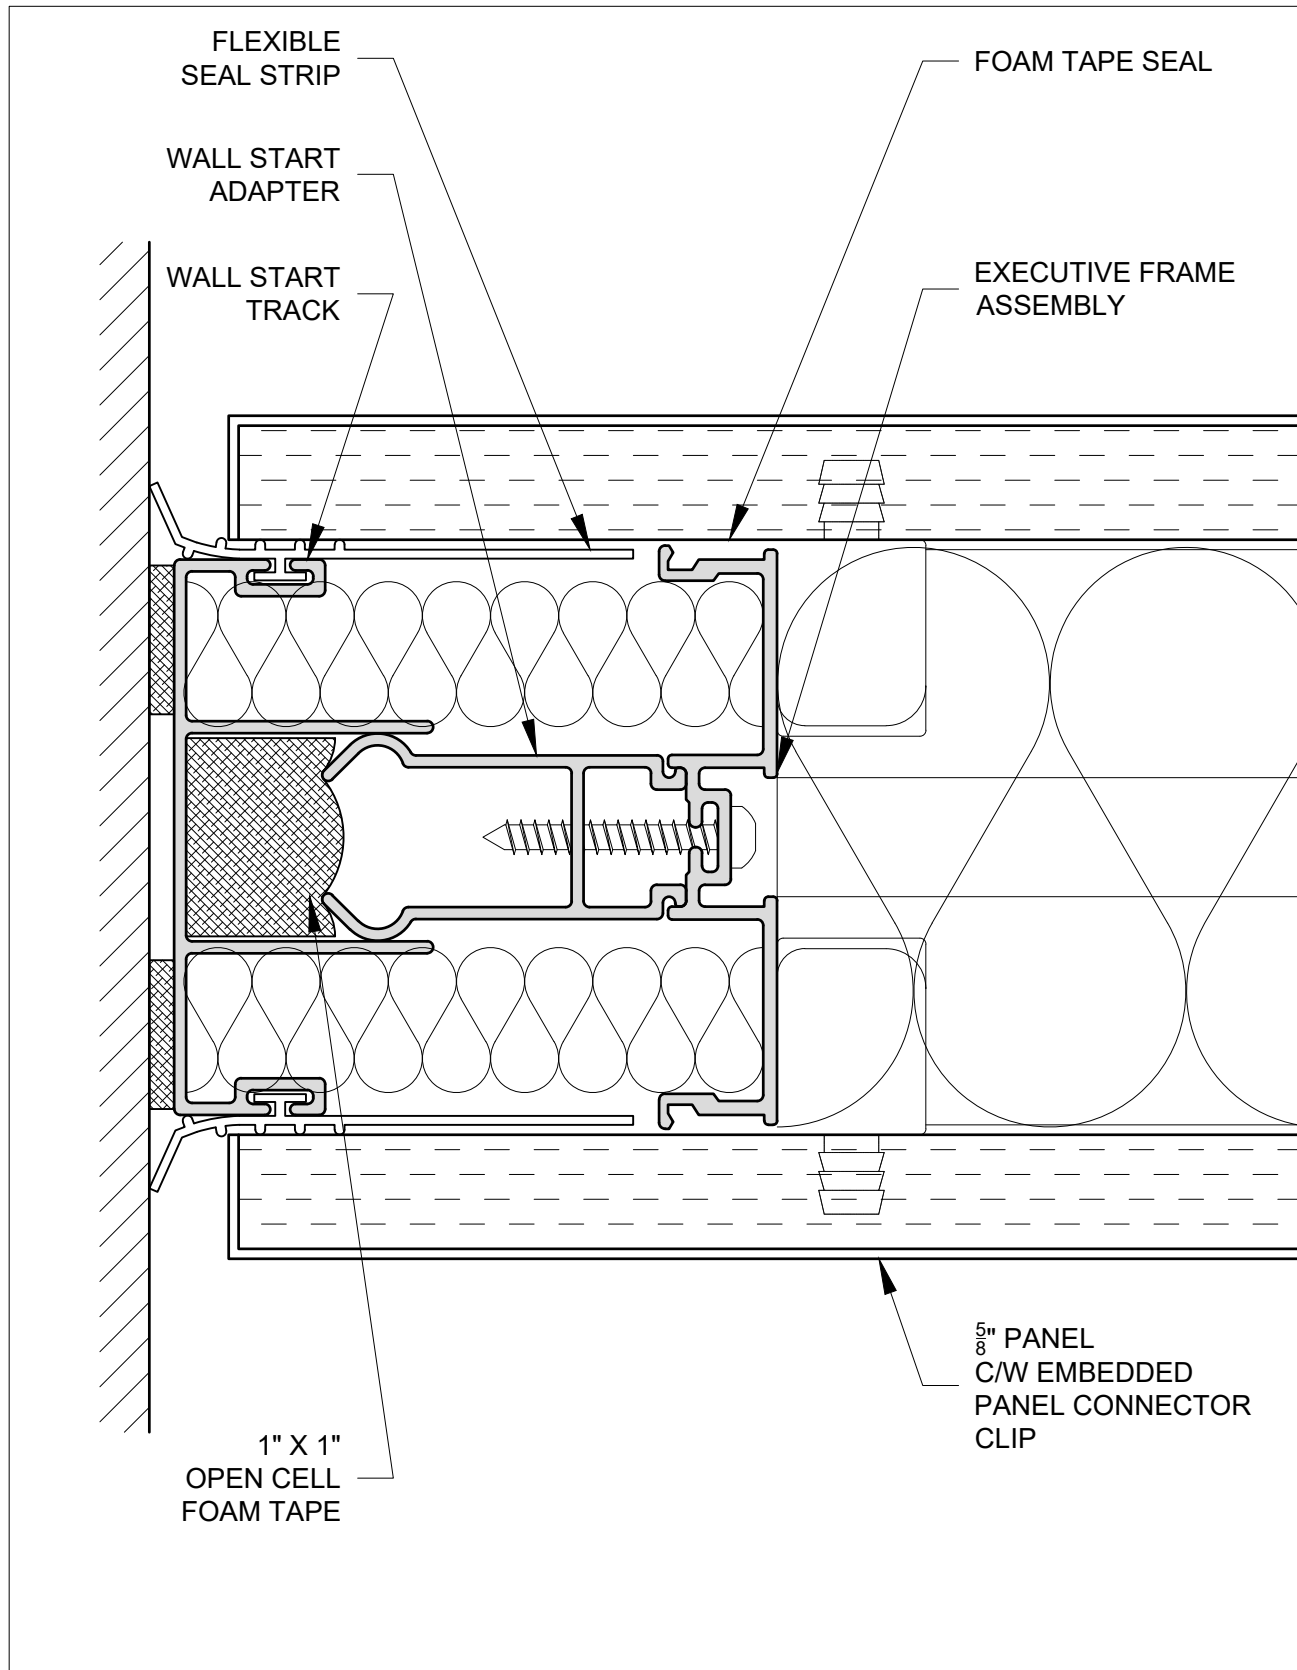 FLEXIBLE
SEAL STRIP
FOAM TAPE SEAL
WALL START
ADAPTER
WALL START
TRACK
EXECUTIVE FRAME
ASSEMBLY
5/8" PANEL
C/W EMBEDDED
PANEL CONNECTOR
CLIP
1" X 1"
OPEN CELL
FOAM TAPE